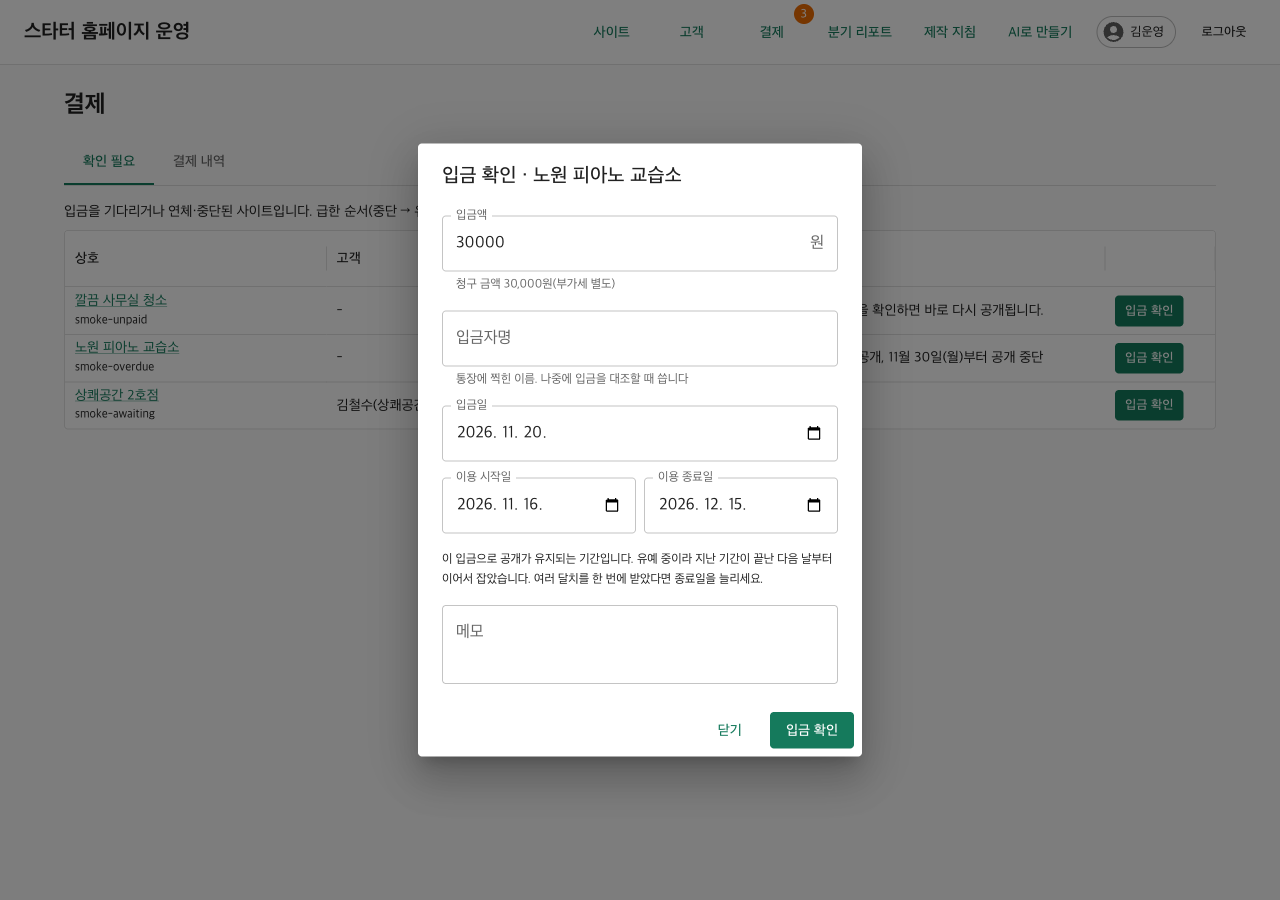 스타터 홈페이지 운영
사이트
고객
결제
3
분기 리포트
제작 지침
AI로 만들기
김운영
로그아웃
결제
확인 필요
결제 내역
입금을 기다리거나 연체·중단된 사이트입니다. 급한 순서(중단 →
상호
고객
깔끔 사무실 청소
smoke-unpaid
-
확인하면 바로 다시 공개됩니다.
입금 확인
노원 피아노 교습소
smoke-overdue
-
공개, 11월 30일(월)부터 공개 중단
입금 확인
상쾌공간 2호점
smoke-awaiting
김철수(상쾌공간
입금 확인
입금 확인 · 노원 피아노 교습소
입금액
30000
원
청구 금액 30,000원(부가세 별도)
입금자명
통장에 찍힌 이름. 나중에 입금을 대조할 때 씁니다
입금일
2026. 11. 20.
이용 시작일
2026. 11. 16.
이용 종료일
2026. 12. 15.
이 입금으로 공개가 유지되는 기간입니다. 유예 중이라 지난 기간이 끝난 다음 날부터
이어서 잡았습니다. 여러 달치를 한 번에 받았다면 종료일을 늘리세요.
메모
닫기
입금 확인